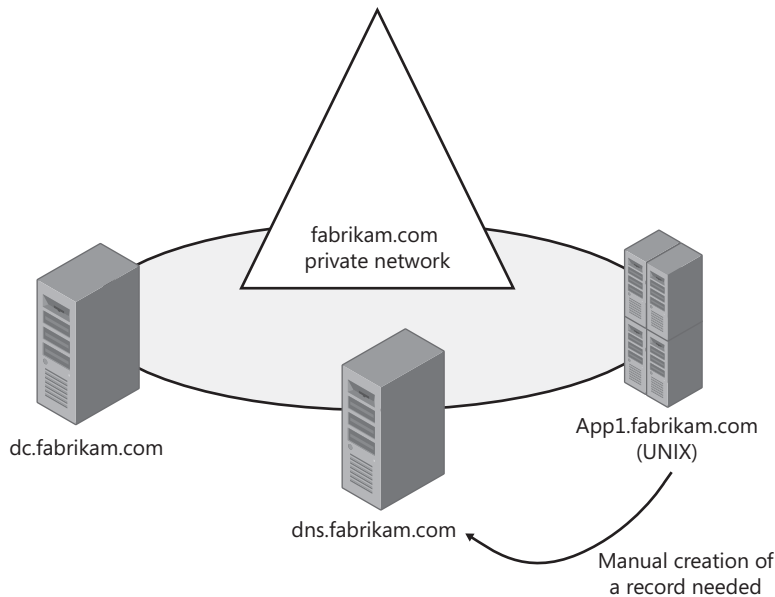 fabrikam.com
private network
dc.fabrikam.com
App1.fabrikam.com
(UNIX)
dns.fabrikam.com
Manual creation of
a record needed